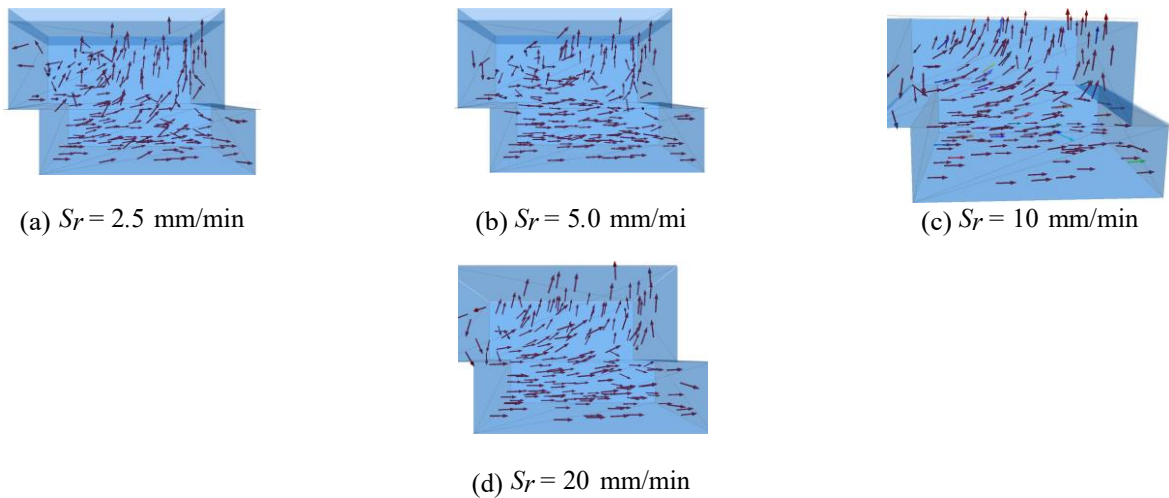 (a) Sr = 2.5 mm/min
(b) Sr = 5.0 mm/mi
(c) Sr = 10 mm/min
(d) Sr = 20 mm/min